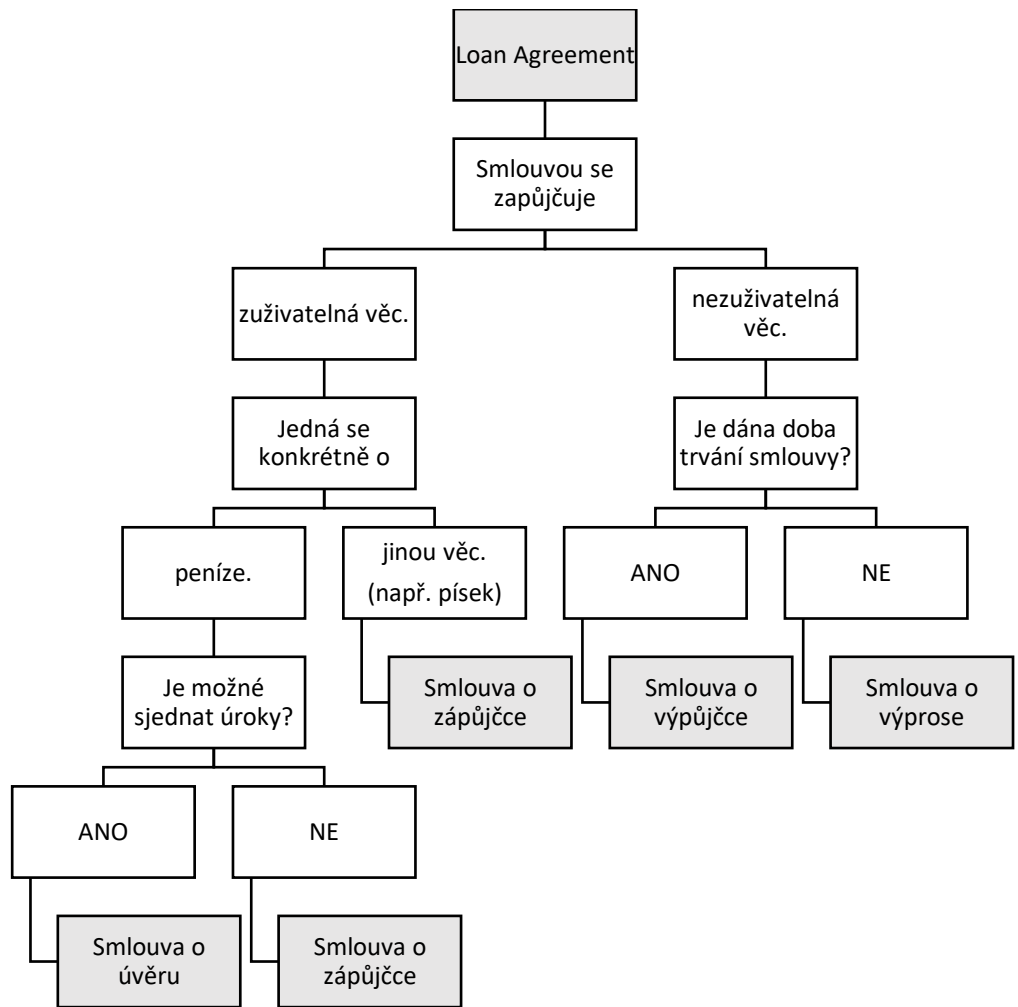 Loan Agreement
Smlouvou se
zapůjčuje
zuživatelná věc.
nezuživatelná
věc.
Jedná se
konkrétně o
Je dána doba
trvání smlouvy?
peníze.
jinou věc.
(např. písek)
ANO
NE
Je možné
sjednat úroky?
Smlouva o
zápůjčce
Smlouva o
výpůjčce
Smlouva o
výprose
ANO
NE
Smlouva o
úvěru
Smlouva o
zápůjčce